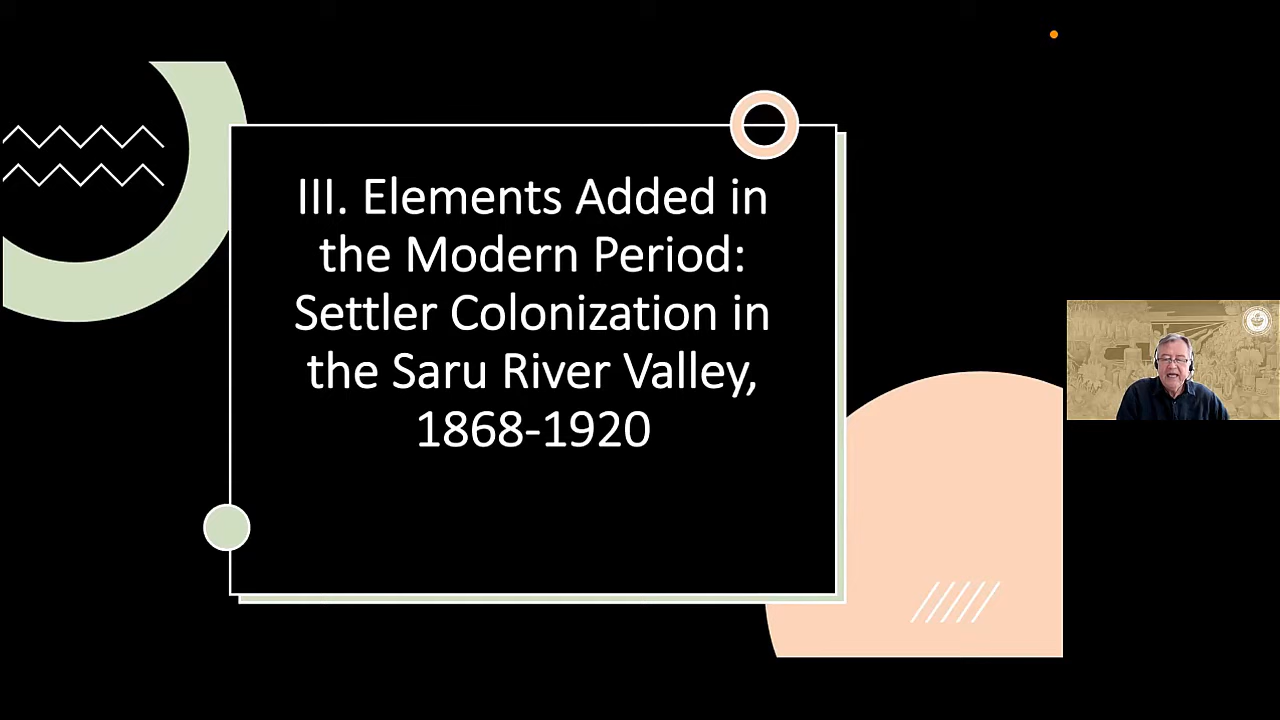 III. Elements Added in
the Modern Period:
Settler Colonization in
the Saru River Valley,
1868-1920